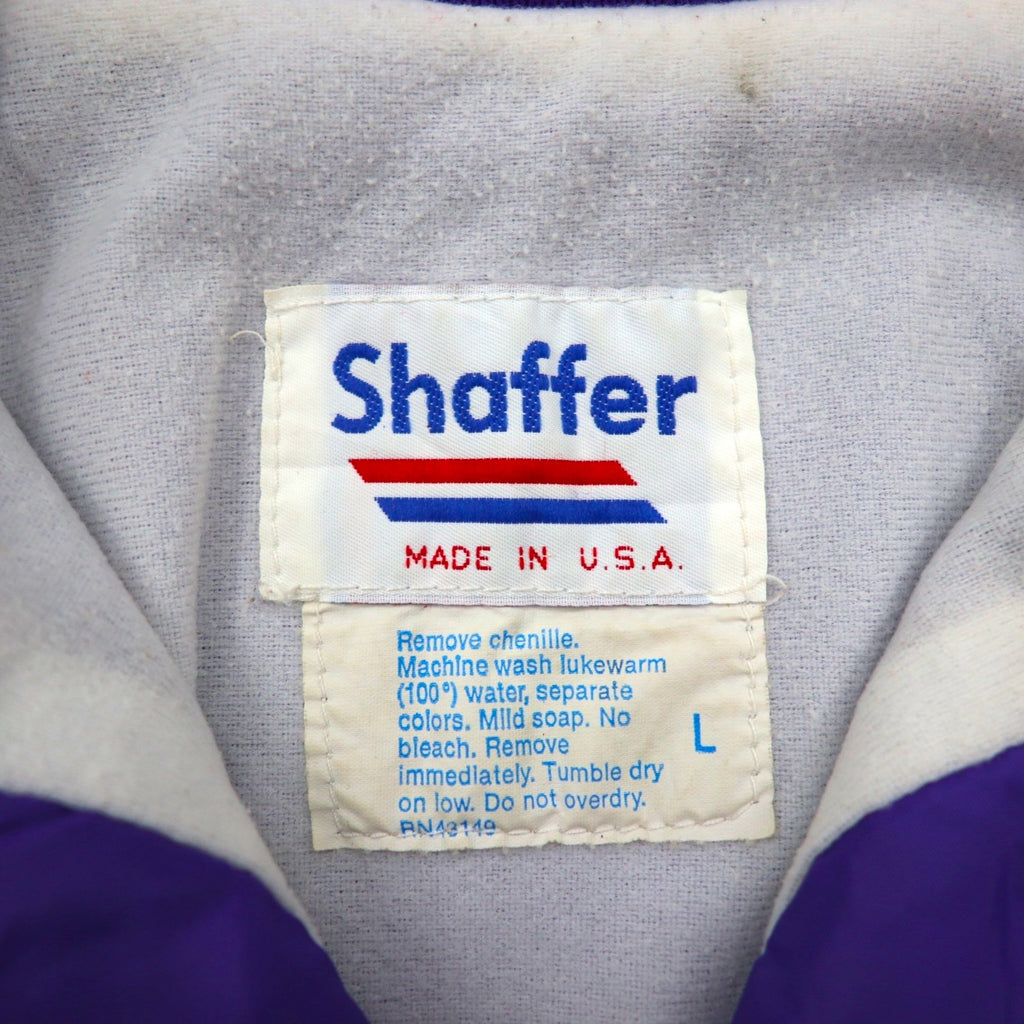 Shaffer
MADE IN U.S.A.
Remove chenille.
Machine wash lukewarm
(100°) water, separate
colors. Mild soap. No
bleach. Remove
immediately. Tumble dry
on low. Do not overdry.
RN43149
L